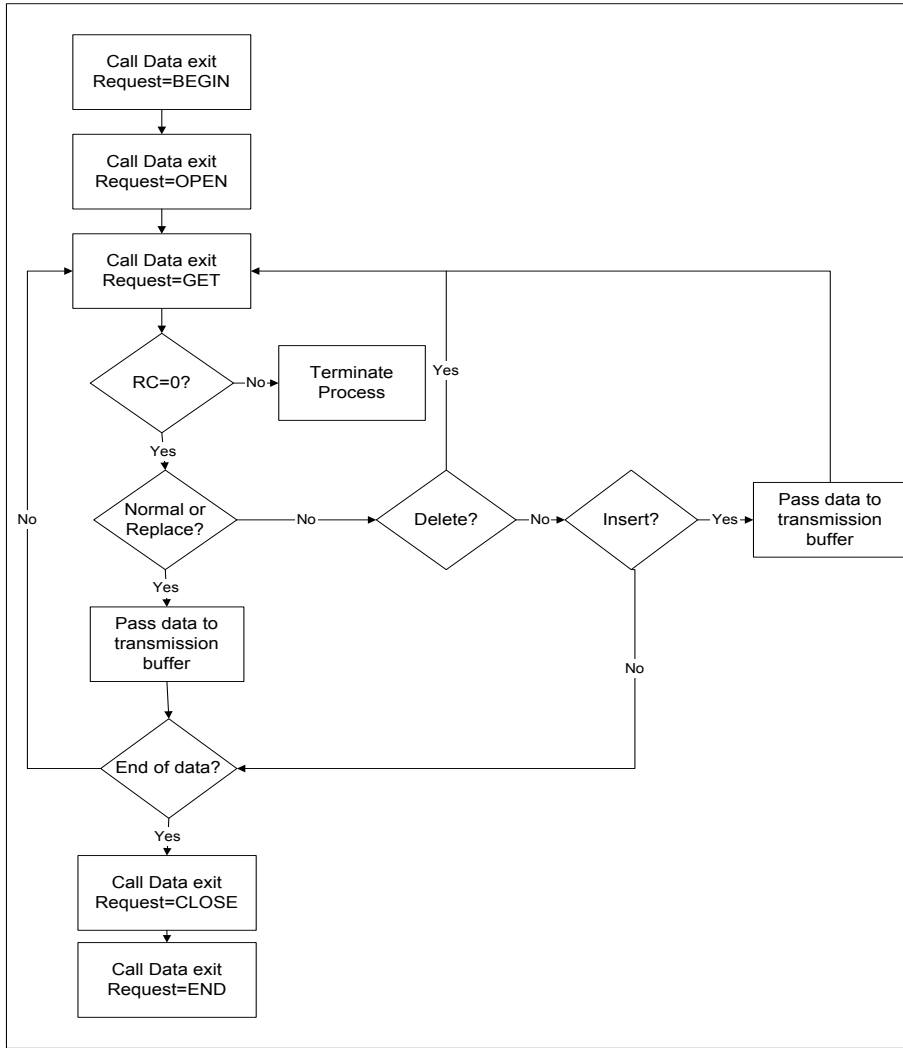 Call Data exit
Request=BEGIN
Call Data exit
Request=OPEN
Call Data exit
Request=GET
RC=0?
No
Terminate
Process
Yes
Yes
Normal or
Replace?
No
Delete?
No
Insert?
Yes
Pass data to
transmission
buffer
No
Yes
Pass data to
transmission
buffer
No
End of data?
Yes
Call Data exit
Request=CLOSE
Call Data exit
Request=END